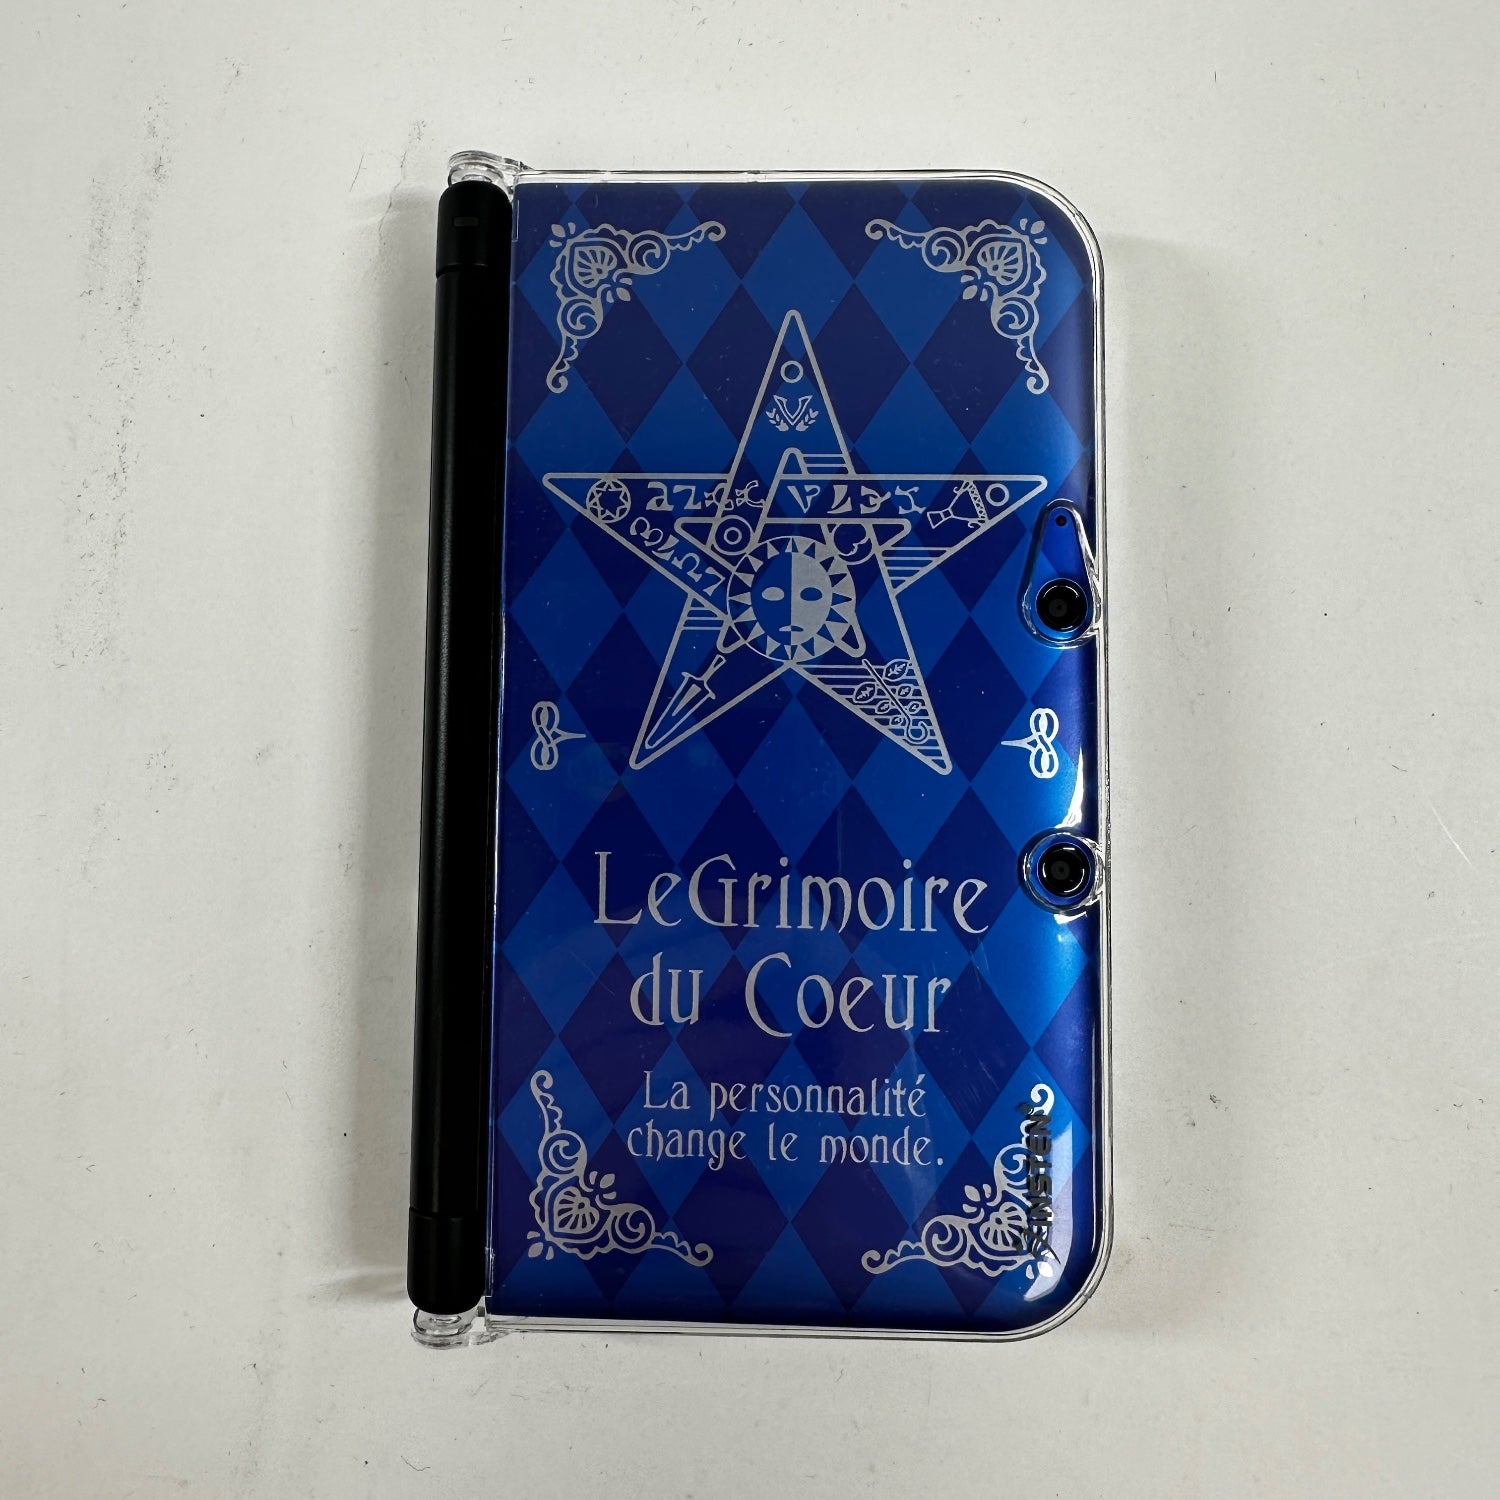 LeGrimoire
du Coeur
La personnalité
change le monde.
INSTEN